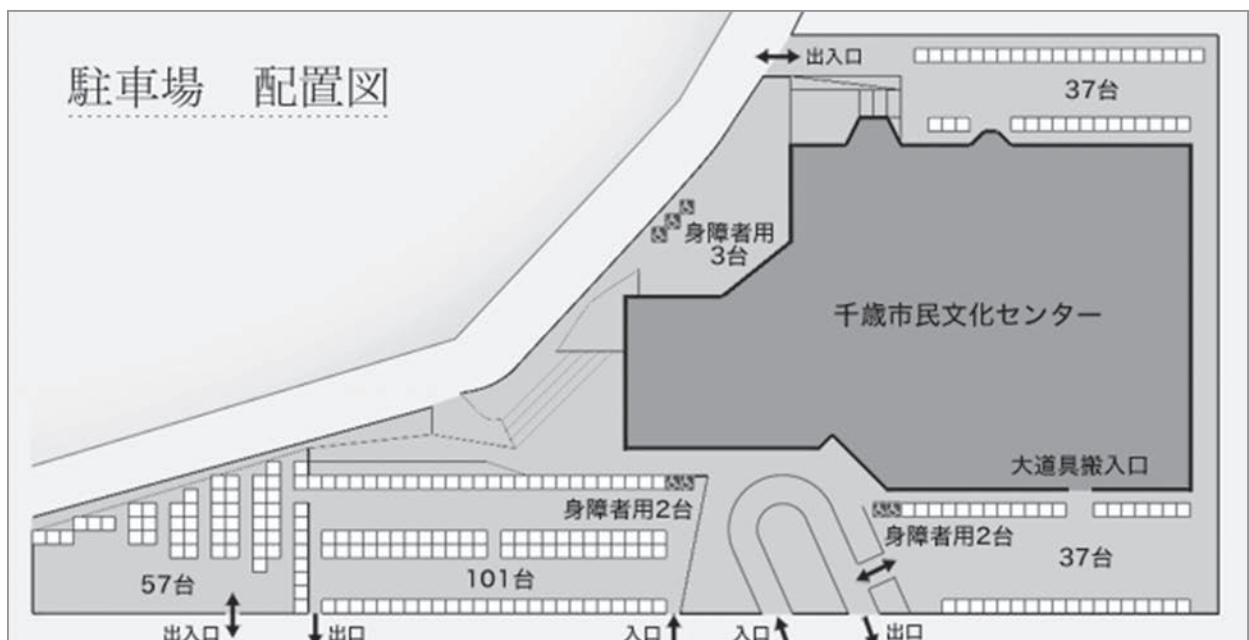 駐車場　配置図
出入口
37台
身障者用
3台
千歳市民文化センター
大道具搬入口
身障者用2台
身障者用2台
57台
101台
37台
出入口
出口
入口
入口
出口